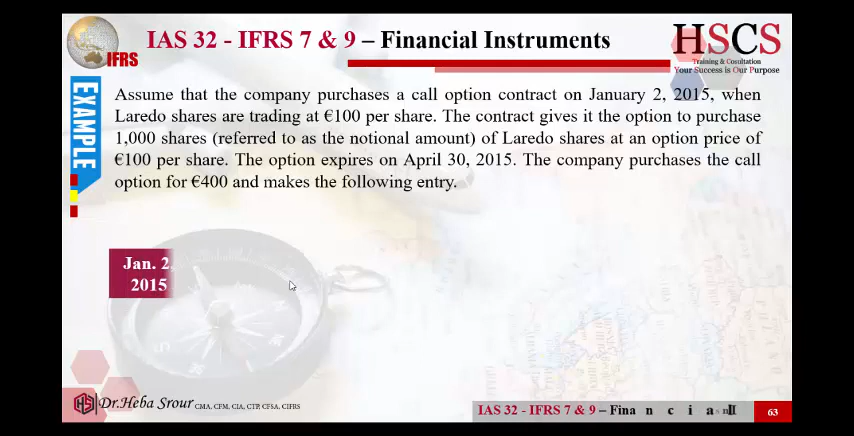 IFRS
IAS 32 - IFRS 7 & 9 – Financial Instruments
HSCS
Training & Cosultation
Your Success is Our Purpose
EXAMPLE
Assume that the company purchases a call option contract on January 2, 2015, when
Laredo shares are trading at €100 per share. The contract gives it the option to purchase
1,000 shares (referred to as the notional amount) of Laredo shares at an option price of
€100 per share. The option expires on April 30, 2015. The company purchases the call
option for €400 and makes the following entry.
Jan. 2,
2015
Dr.Heba Srour CMA, CFM, CIA, CTP, CFSA, CIFRS
IAS 32 - IFRS 7 & 9 – Financial
63